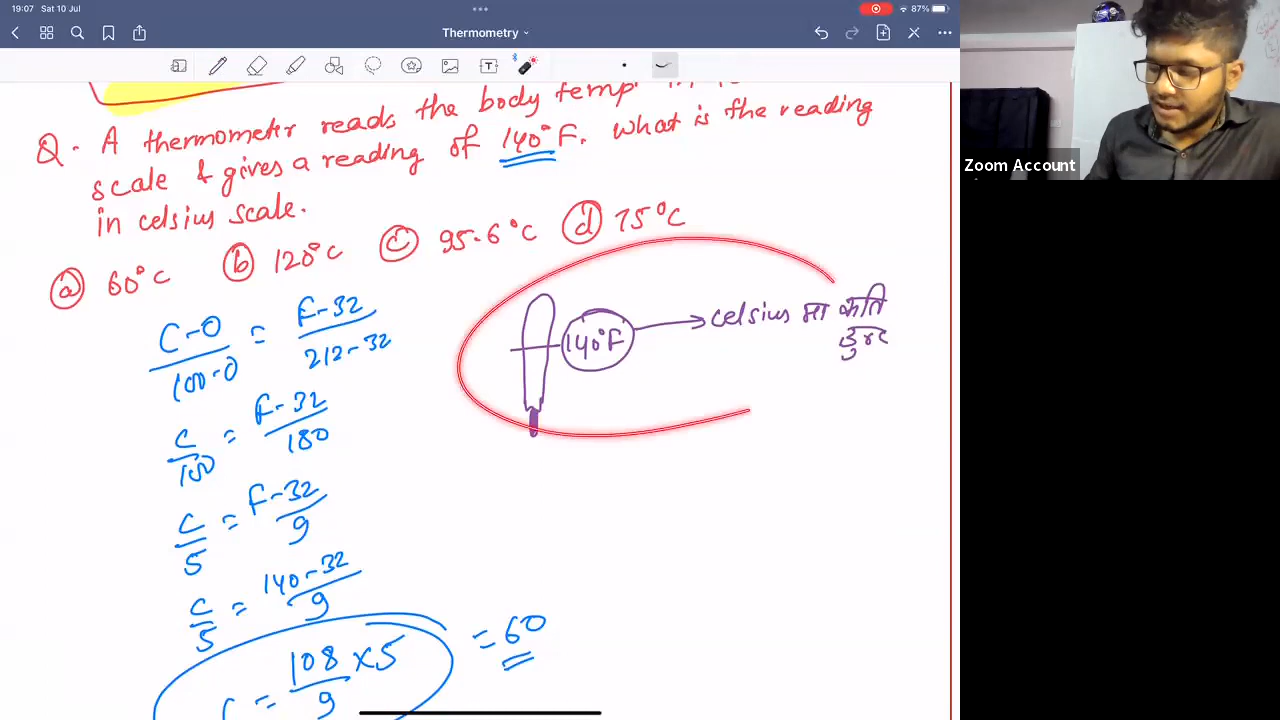 19:07 Sat 10 Jul
87%
Thermometry
Q. A thermometer reads the body temp.
scale & gives a reading of 140°F. What is the reading
in celsius scale.
(a) 60°C (b) 120°C (c) 95.6°C (d) 75°C
C-0/100-0 = F-32/212-32
C/100 = F-32/180
C/5 = F-32/9
C/5 = 140-32/9
= 108×5/9 = 60
140°F → celsius मा कति
हुन्छ
Zoom Account